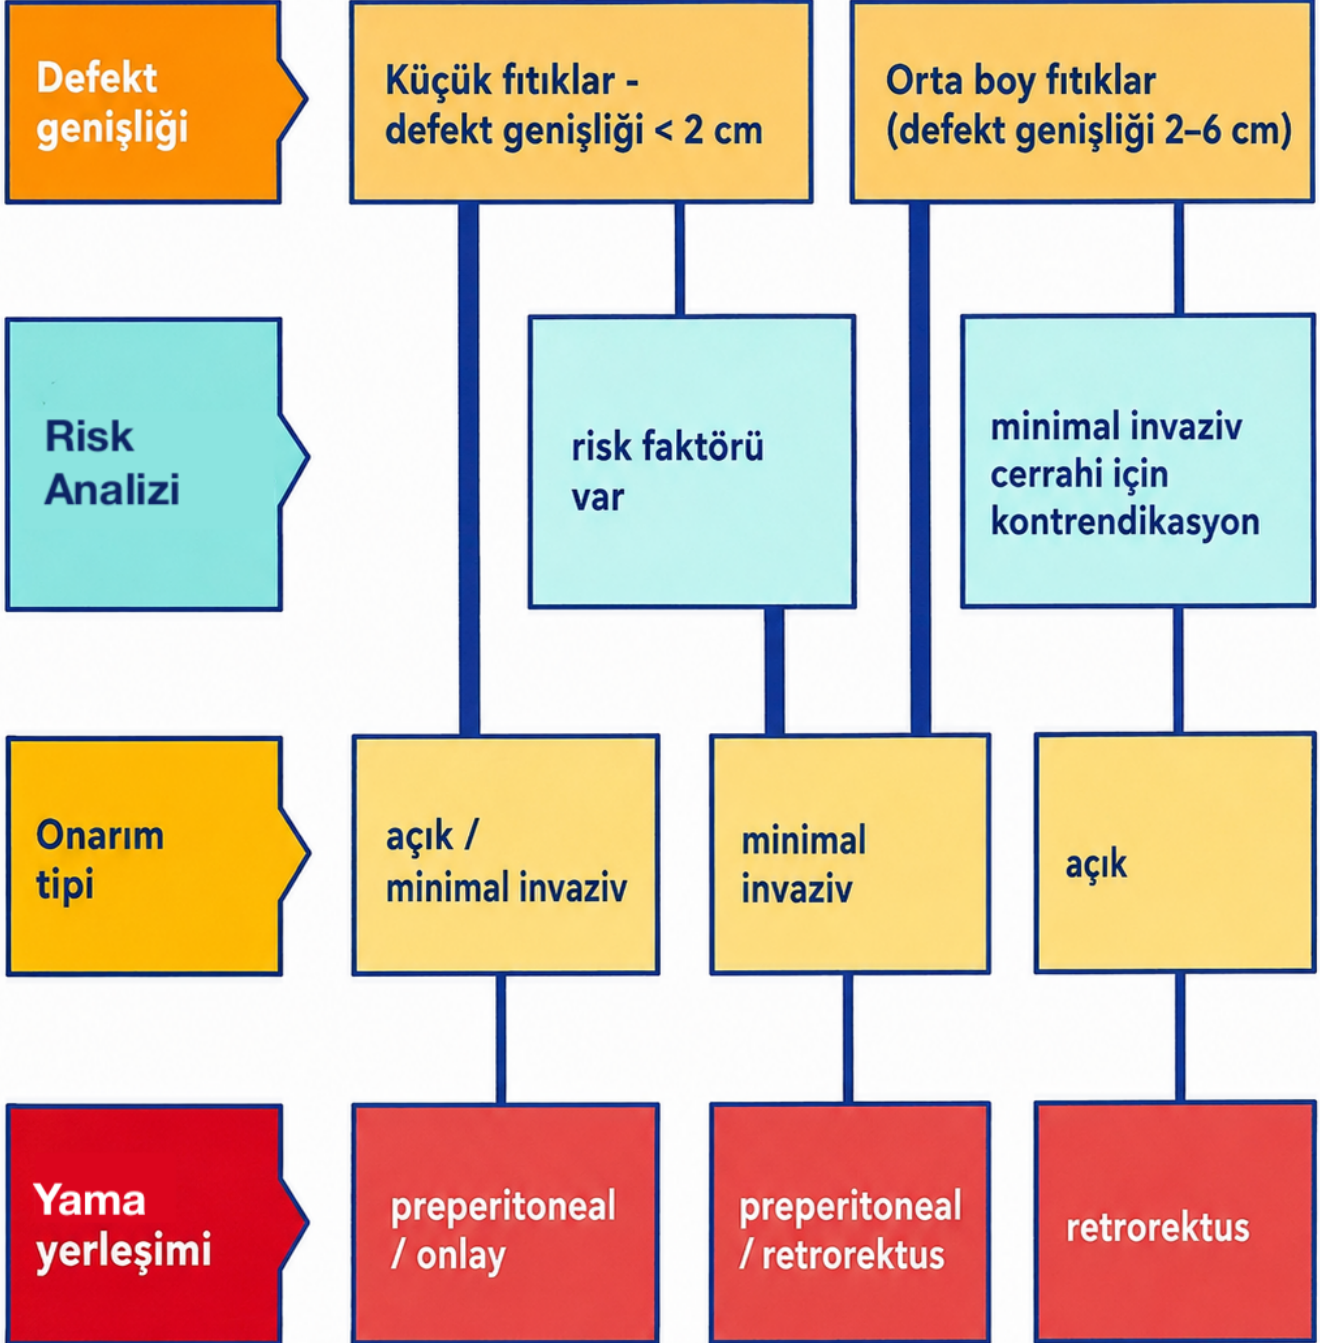 Defekt
genişliği
Küçük fıtıklar -
defekt genişliği < 2 cm
Orta boy fıtıklar
(defekt genişliği 2–6 cm)
Risk
Analizi
risk faktörü
var
minimal invaziv
cerrahi için
kontrendikasyon
Onarım
tipi
açık /
minimal invaziv
minimal
invaziv
açık
Yama
yerleşimi
preperitoneal
/ onlay
preperitoneal
/ retrorektus
retrorektus